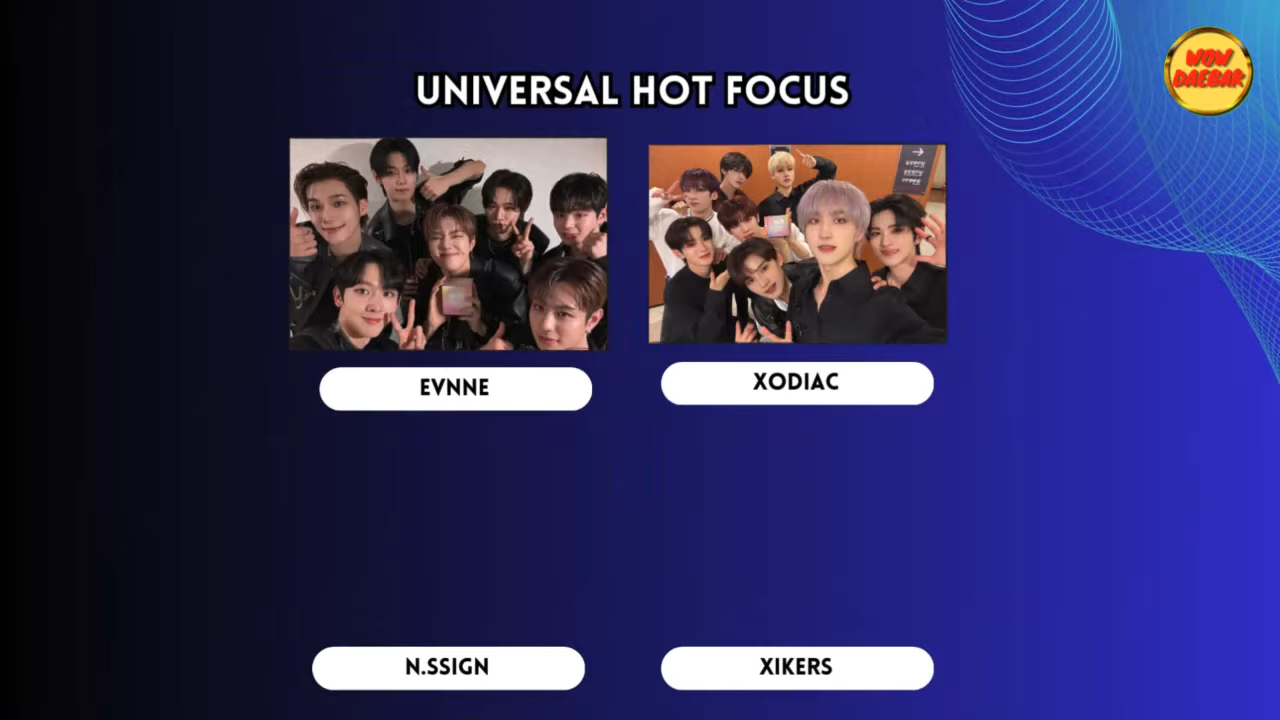 WOW
DAEBAK
UNIVERSAL HOT FOCUS
EVNNE
XODIAC
N.SSIGN
XIKERS